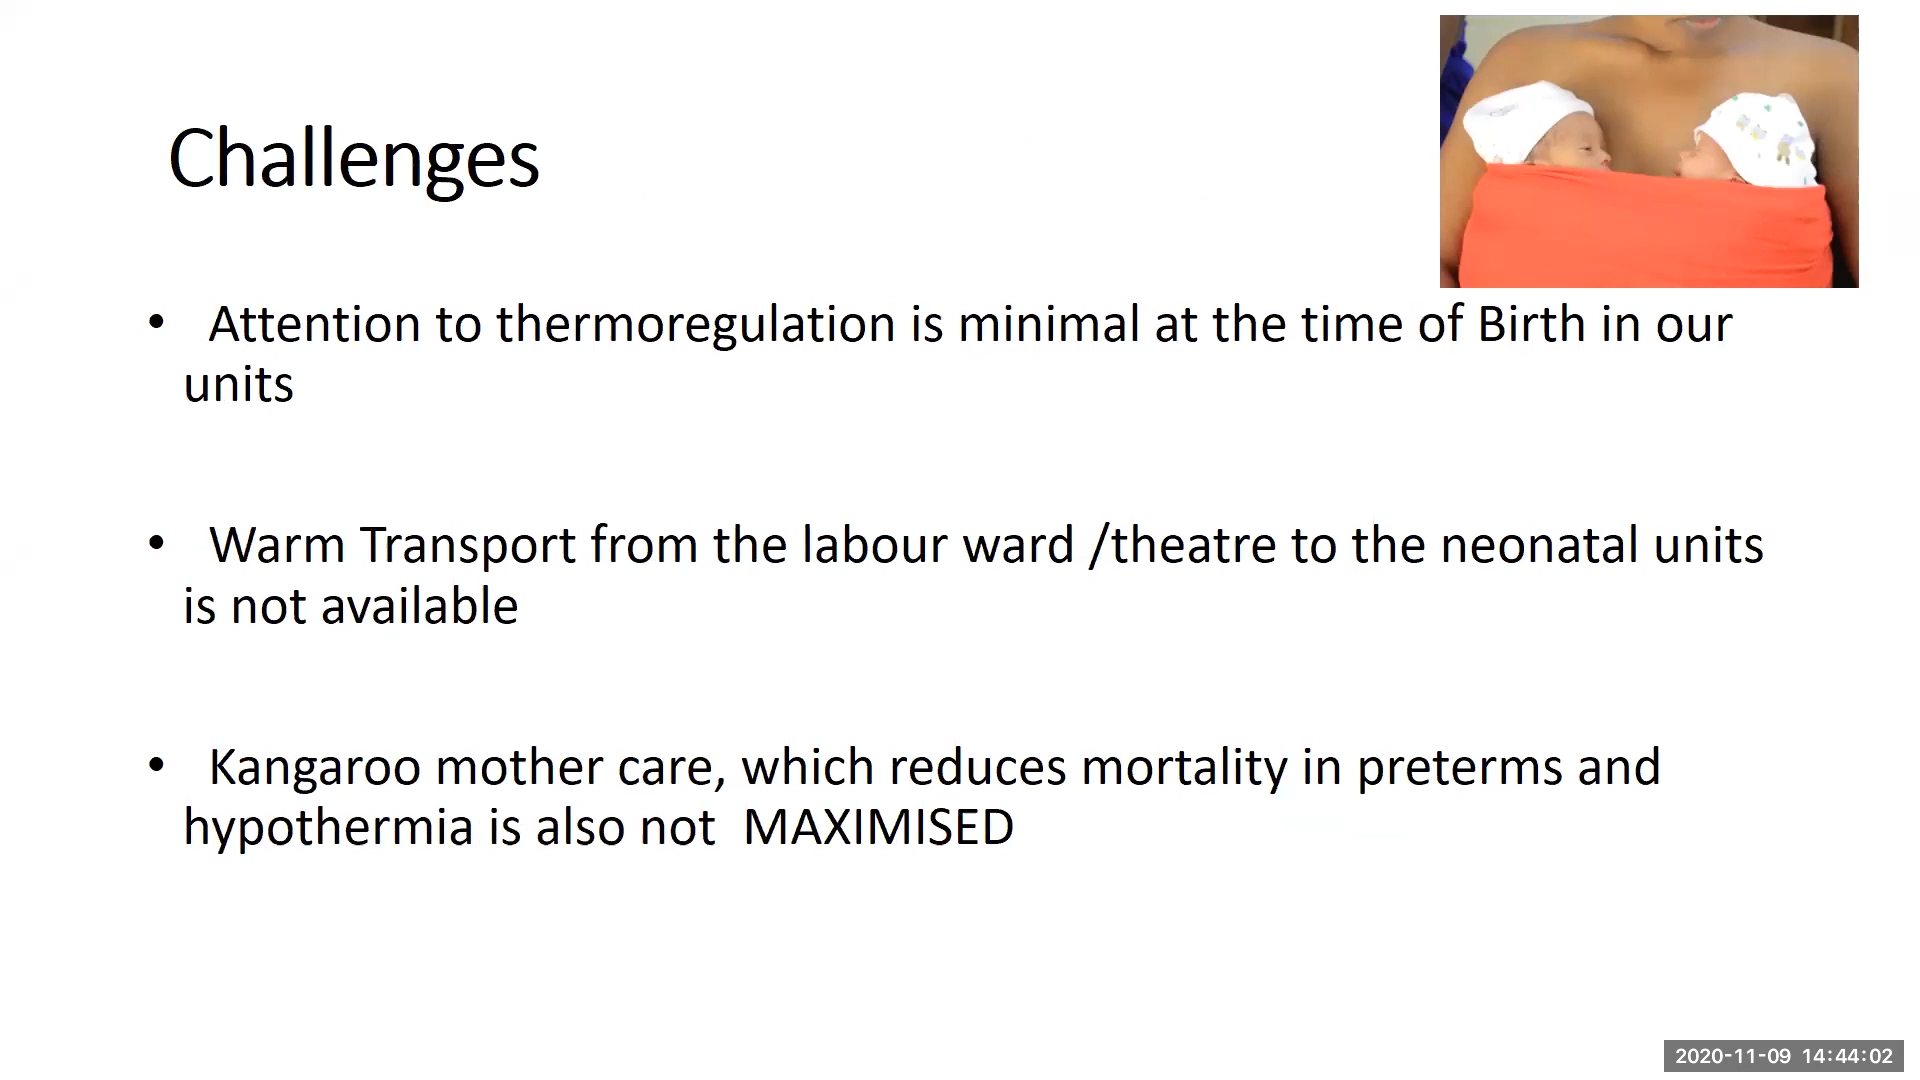 Challenges
• Attention to thermoregulation is minimal at the time of Birth in our
units
• Warm Transport from the labour ward /theatre to the neonatal units
is not available
• Kangaroo mother care, which reduces mortality in preterms and
hypothermia is also not MAXIMISED
2020-11-09 14:44:02